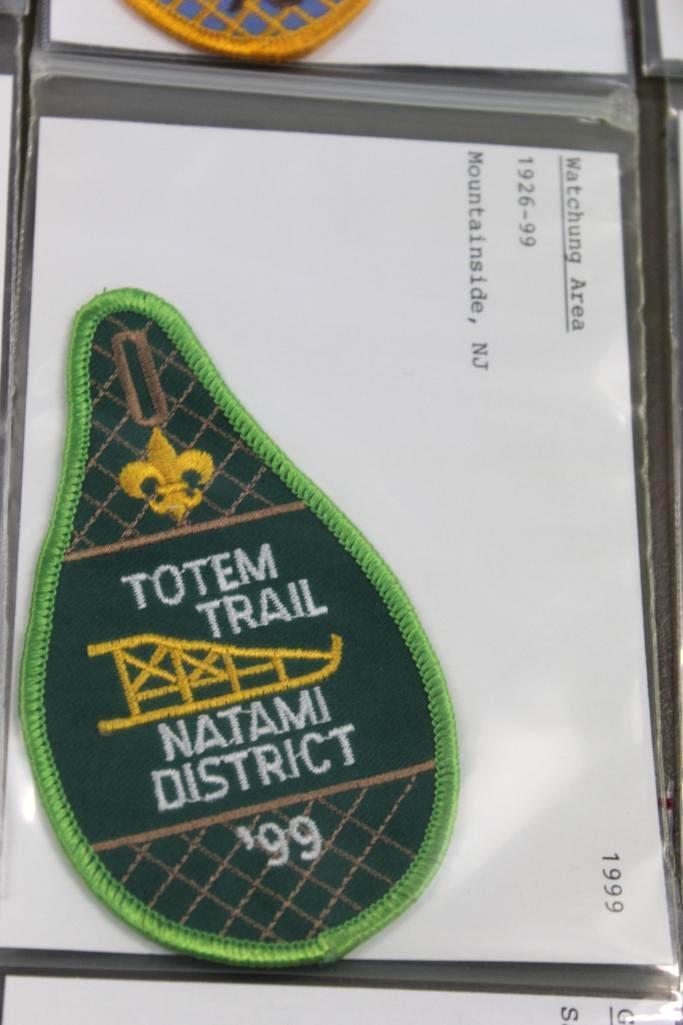 Watchung Area
1926-99
Mountainside, NJ
TOTEM
TRAIL
NATAMI
DISTRICT
'99
1999